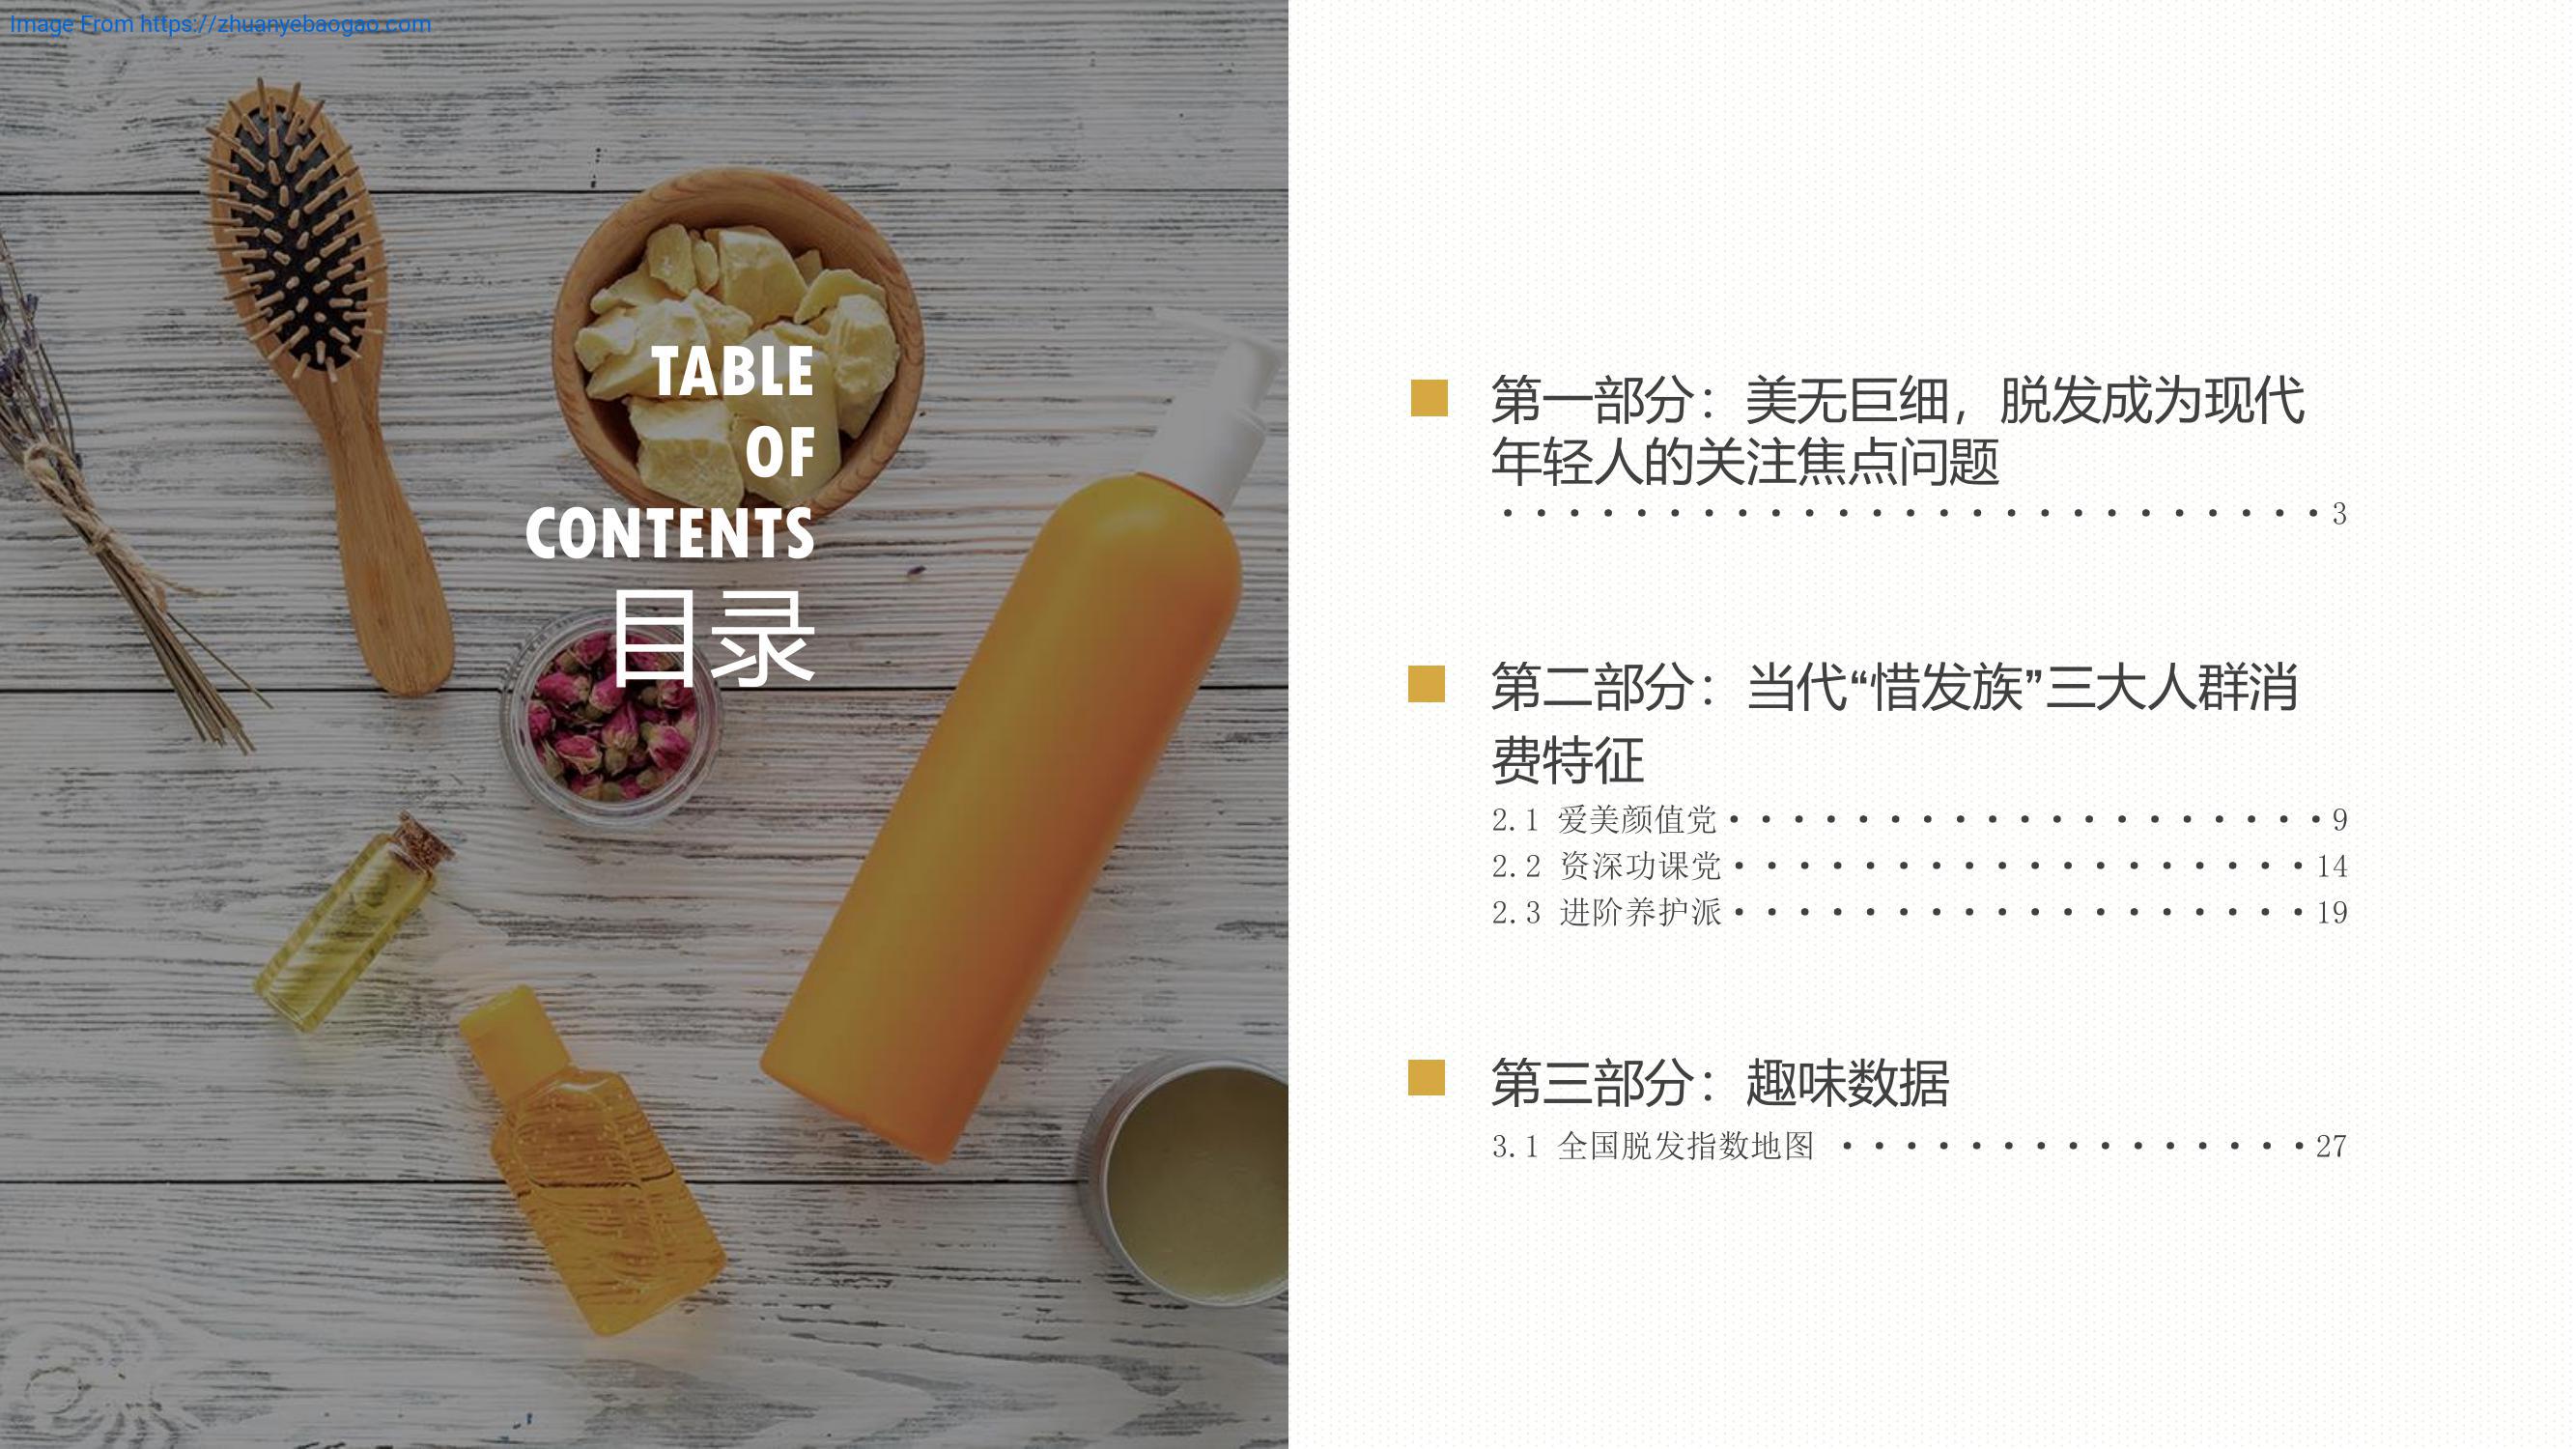 Image From https://zhuanyebaogao.com
TABLE
OF
CONTENTS
目录
第一部分：美无巨细，脱发成为现代
年轻人的关注焦点问题
• • • • • • • • • • • • • • • • • • • • • • • • • 3
第二部分：当代“惜发族”三大人群消
费特征
2.1 爱美颜值党 • • • • • • • • • • • • • • • • • • • 9
2.2 资深功课党 • • • • • • • • • • • • • • • • • • 14
2.3 进阶养护派 • • • • • • • • • • • • • • • • • • 19
第三部分：趣味数据
3.1 全国脱发指数地图 • • • • • • • • • • • • • • • 27